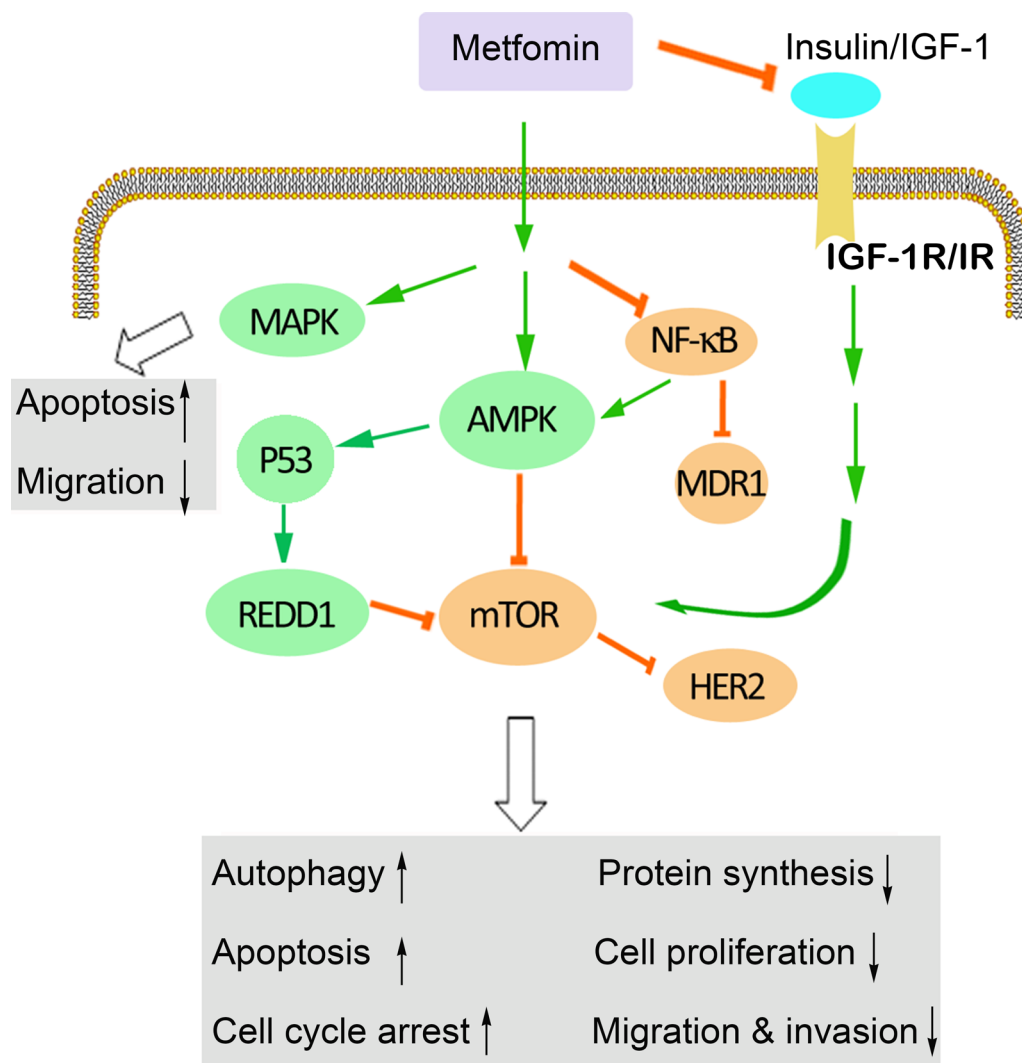 Metfomin
Insulin/IGF-1
IGF-1R/IR
MAPK
NF-κB
Apoptosis
AMPK
P53
Migration
MDR1
REDD1
mTOR
HER2
Autophagy
Protein synthesis
Apoptosis
Cell proliferation
Cell cycle arrest
Migration & invasion